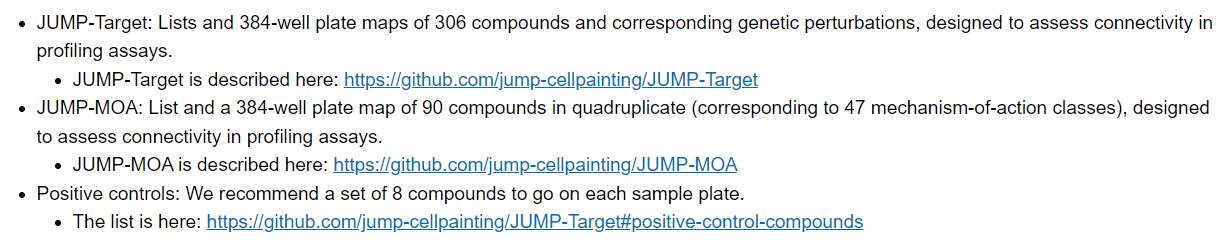 • JUMP-Target: Lists and 384-well plate maps of 306 compounds and corresponding genetic perturbations, designed to assess connectivity in
profiling assays.
• JUMP-Target is described here: https://github.com/jump-cellpainting/JUMP-Target
• JUMP-MOA: List and a 384-well plate map of 90 compounds in quadruplicate (corresponding to 47 mechanism-of-action classes), designed
to assess connectivity in profiling assays.
• JUMP-MOA is described here: https://github.com/jump-cellpainting/JUMP-MOA
• Positive controls: We recommend a set of 8 compounds to go on each sample plate.
• The list is here: https://github.com/jump-cellpainting/JUMP-Target#positive-control-compounds